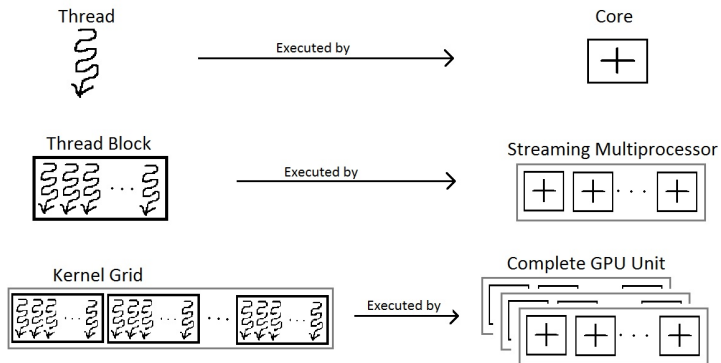 Thread
Core
Executed by
Thread Block
Streaming Multiprocessor
Executed by
Kernel Grid
Complete GPU Unit
Executed by